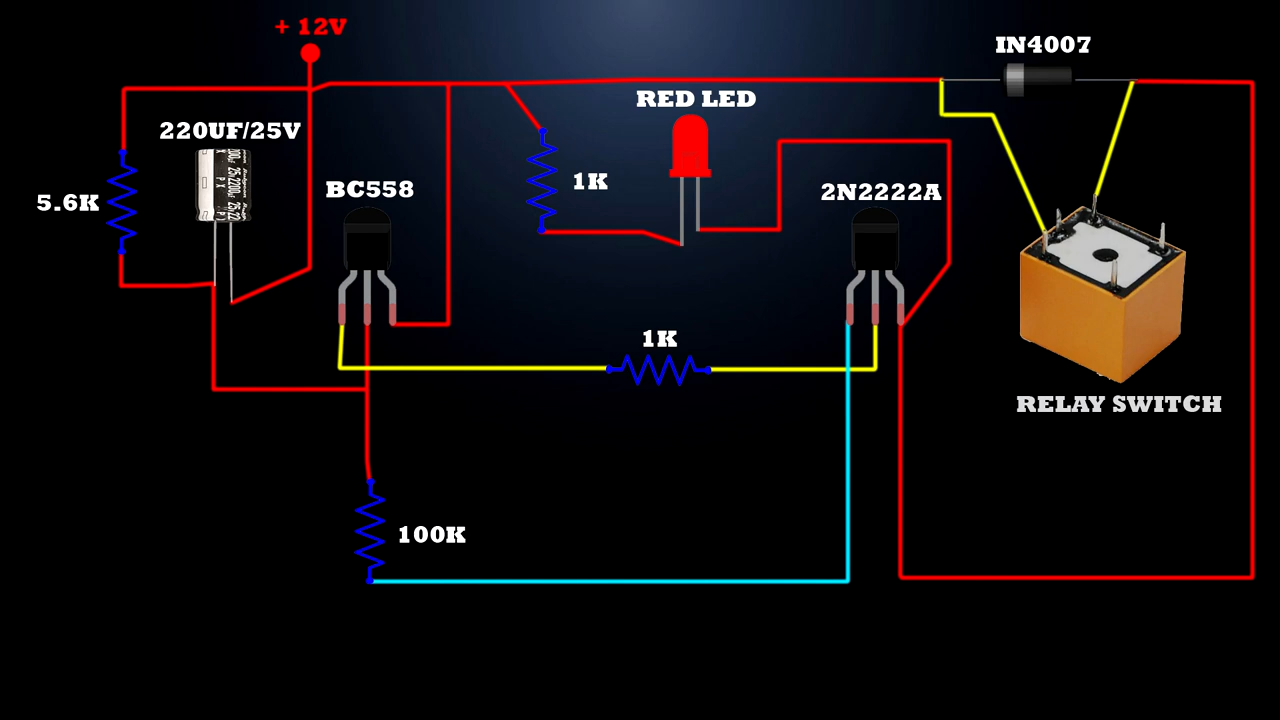 + 12V
IN4007
RED LED
220UF/25V
1K
BC558
2N2222A
5.6K
1K
RELAY SWITCH
100K